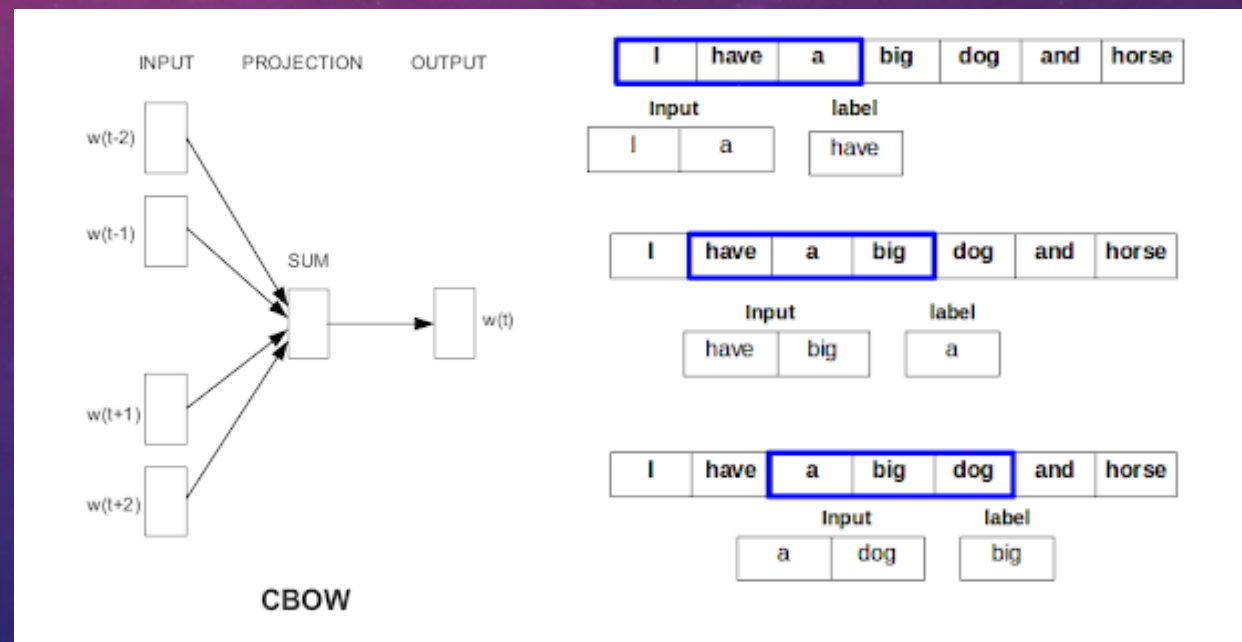 INPUT PROJECTION OUTPUT
w(t-2)
w(t-1)
SUM
w(t)
w(t+1)
w(t+2)
CBOW
I have a big dog and horse
Input label
I a have
I have a big dog and horse
Input label
have big a
I have a big dog and horse
Input label
a dog big